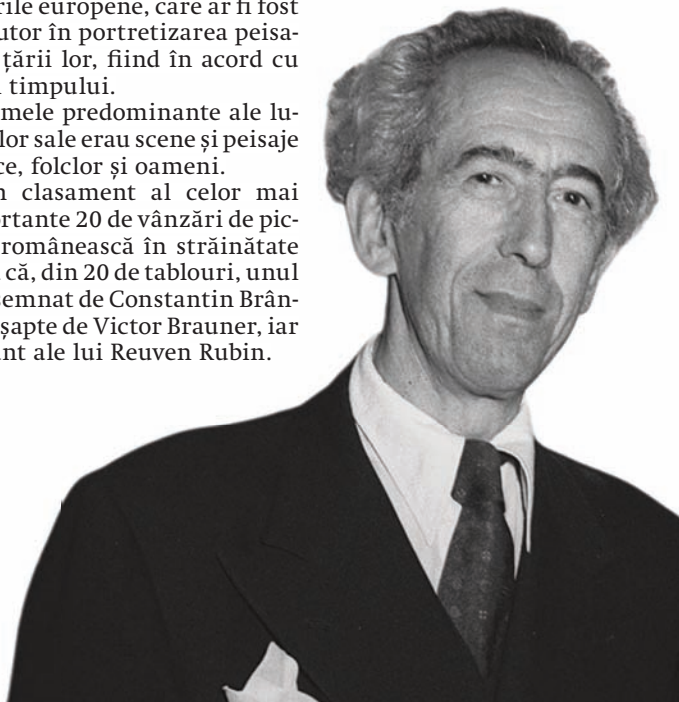 rile europene, care ar fi fost
utor în portretizarea peisa-
țării lor, fiind în acord cu
timpului.
mele predominante ale lu-
lor sale erau scene și peisaje
ce, folclor și oameni.
n clasament al celor mai
ortante 20 de vânzări de pic-
românească în străinătate
că, din 20 de tablouri, unul
semnat de Constantin Brân-
șapte de Victor Brauner, iar
nt ale lui Reuven Rubin.